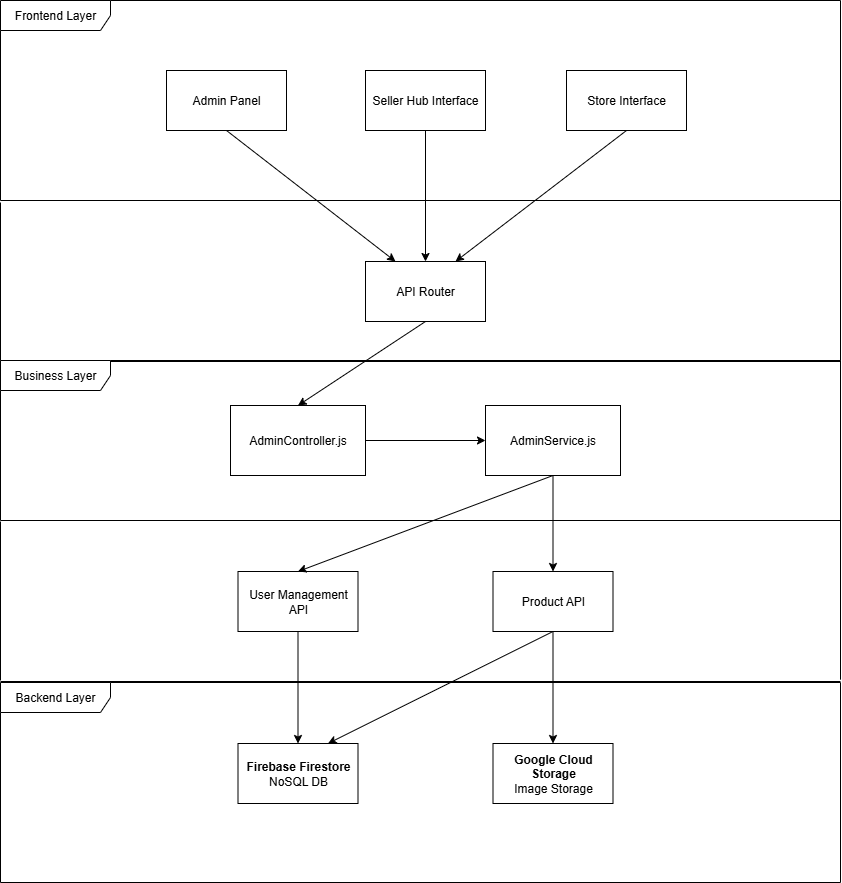 Frontend Layer
Admin Panel
Seller Hub Interface
Store Interface
API Router
Business Layer
AdminController.js
AdminService.js
User Management
API
Product API
Backend Layer
Firebase Firestore
NoSQL DB
Google Cloud
Storage
Image Storage